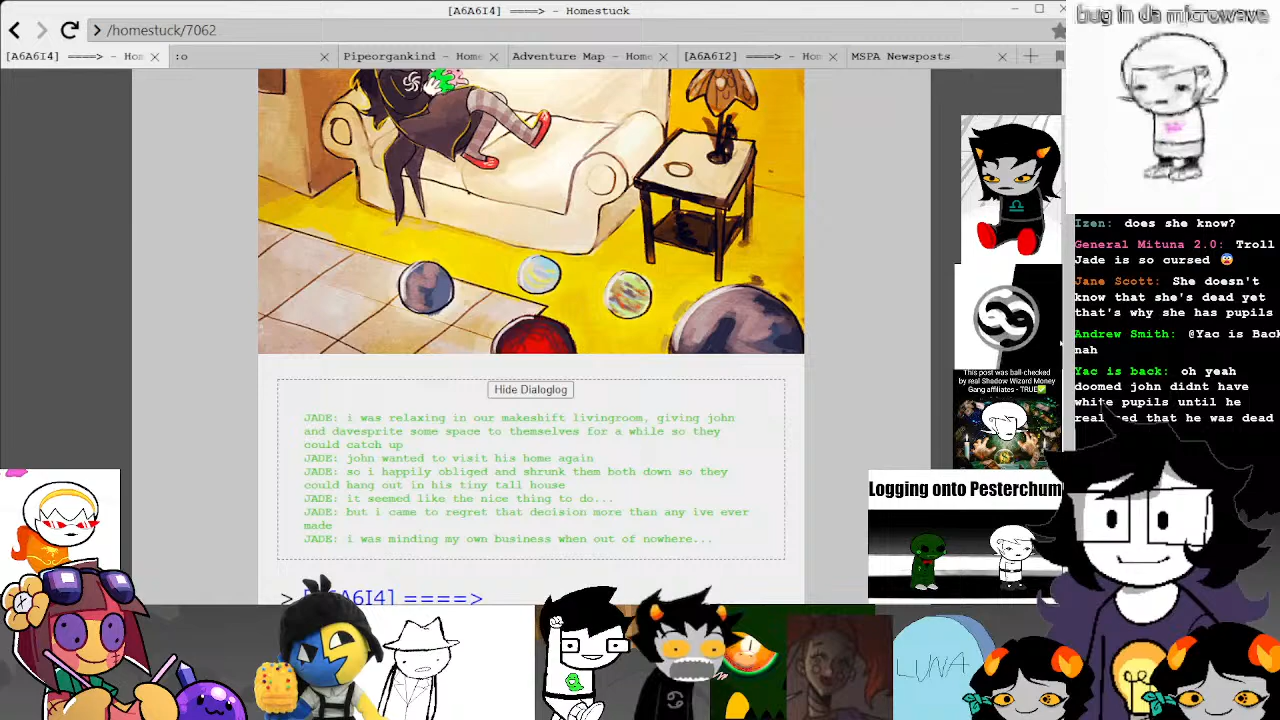 [A6A6I4] ====> - Homestuck
bug in da microwave
/homestuck/7062
[A6A6I4] ====> - Hom
:o
Pipeorgankind - Home
Adventure Map - Home
[A6A6I2] ====> - Hom
MSPA Newsposts
Izen: does she know?
General Mituna 2.0: Troll
Jade is so cursed 😨
Jane Scott: She doesn't
know that she's dead yet
that's why she has pupils
Andrew Smith: @Yac is Back
nah
Yac is back: oh yeah
doomed john didnt have
white pupils until he
realized that he was dead
This post was ball-checked
by real Shadow Wizard Money
Gang affiliates - TRUE✅
Hide Dialoglog
JADE: i was relaxing in our makeshift livingroom, giving john
and davesprite some space to themselves for a while so they
could catch up
JADE: john wanted to visit his home again
JADE: so i happily obliged and shrunk them both down so they
could hang out in his tiny tall house
JADE: it seemed like the nice thing to do...
JADE: but i came to regret that decision more than any ive ever
made
JADE: i was minding my own business when out of nowhere...
> [A6A6I4] ====>
Logging onto Pesterchum
LUNA